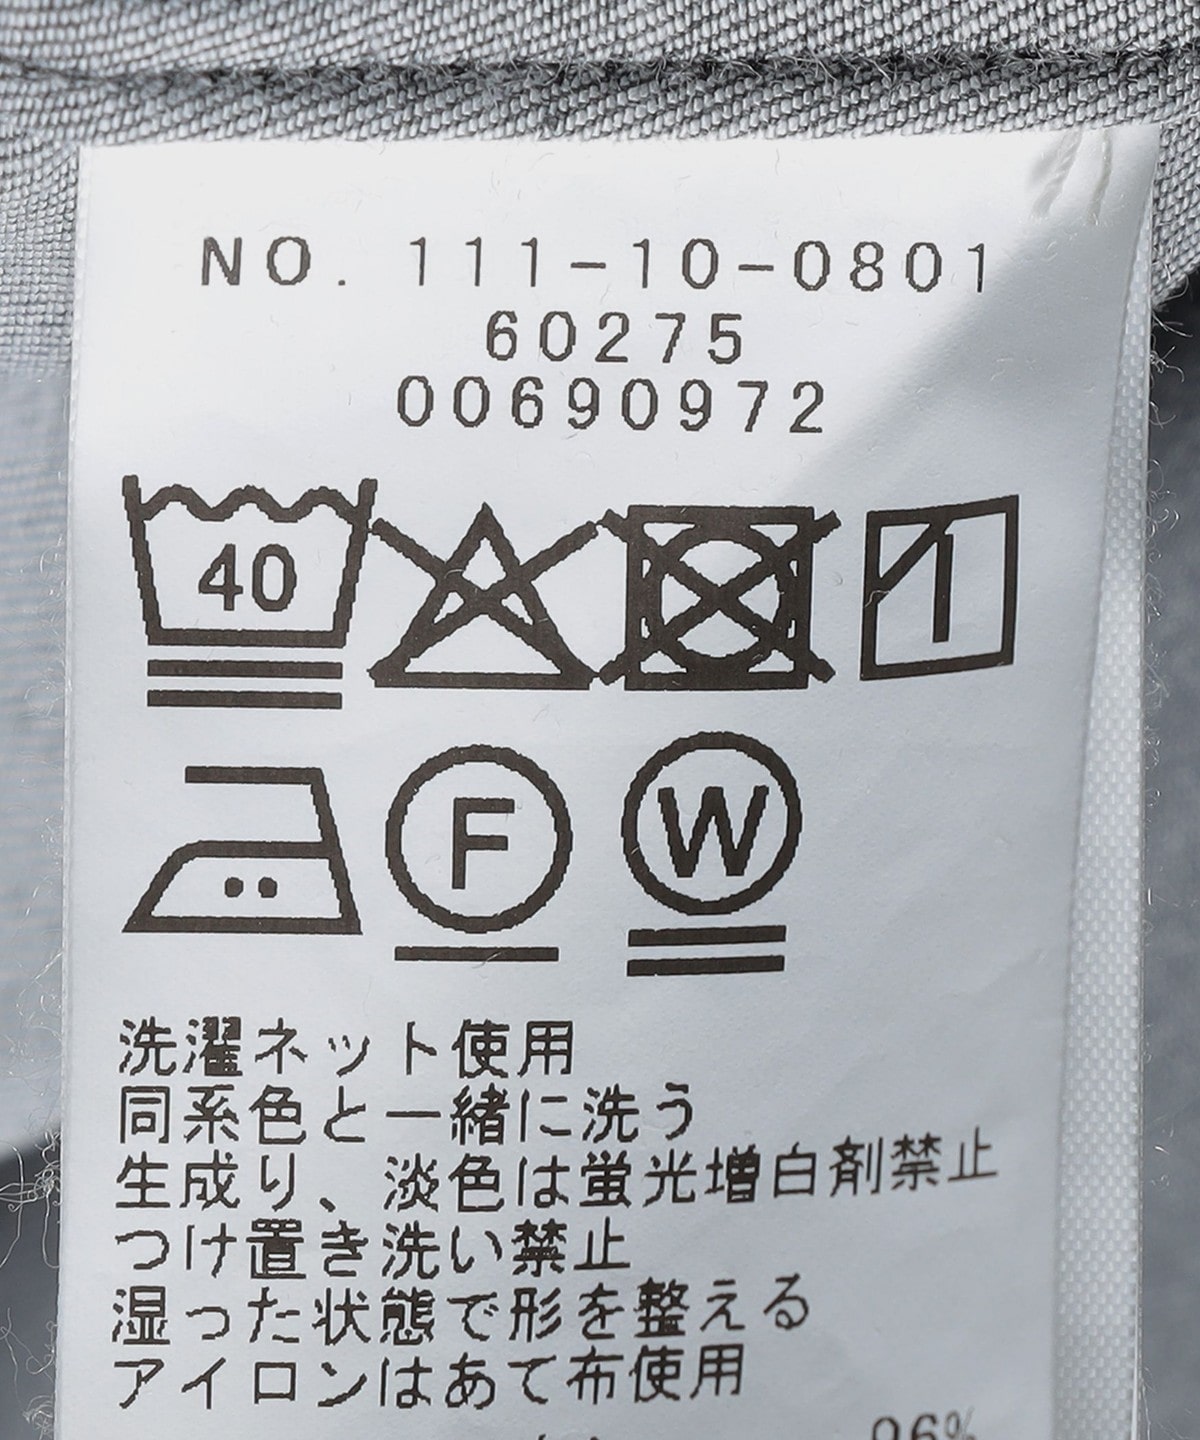 NO. 111-10-0801
60275
00690972
40
F W
洗濯ネット使用
同系色と一緒に洗う
生成り、淡色は蛍光増白剤禁止
つけ置き洗い禁止
湿った状態で形を整える
アイロンはあて布使用
96%